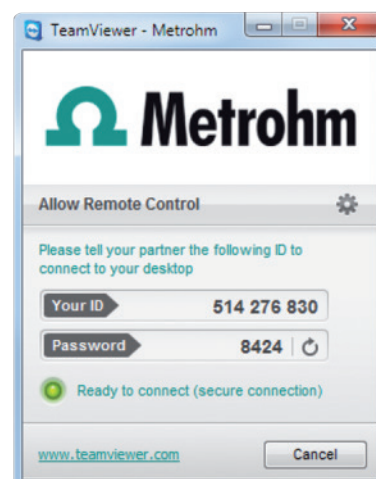 TeamViewer - Metrohm
Metrohm
Allow Remote Control
Please tell your partner the following ID to
connect to your desktop
Your ID 514 276 830
Password 8424
Ready to connect (secure connection)
www.teamviewer.com Cancel